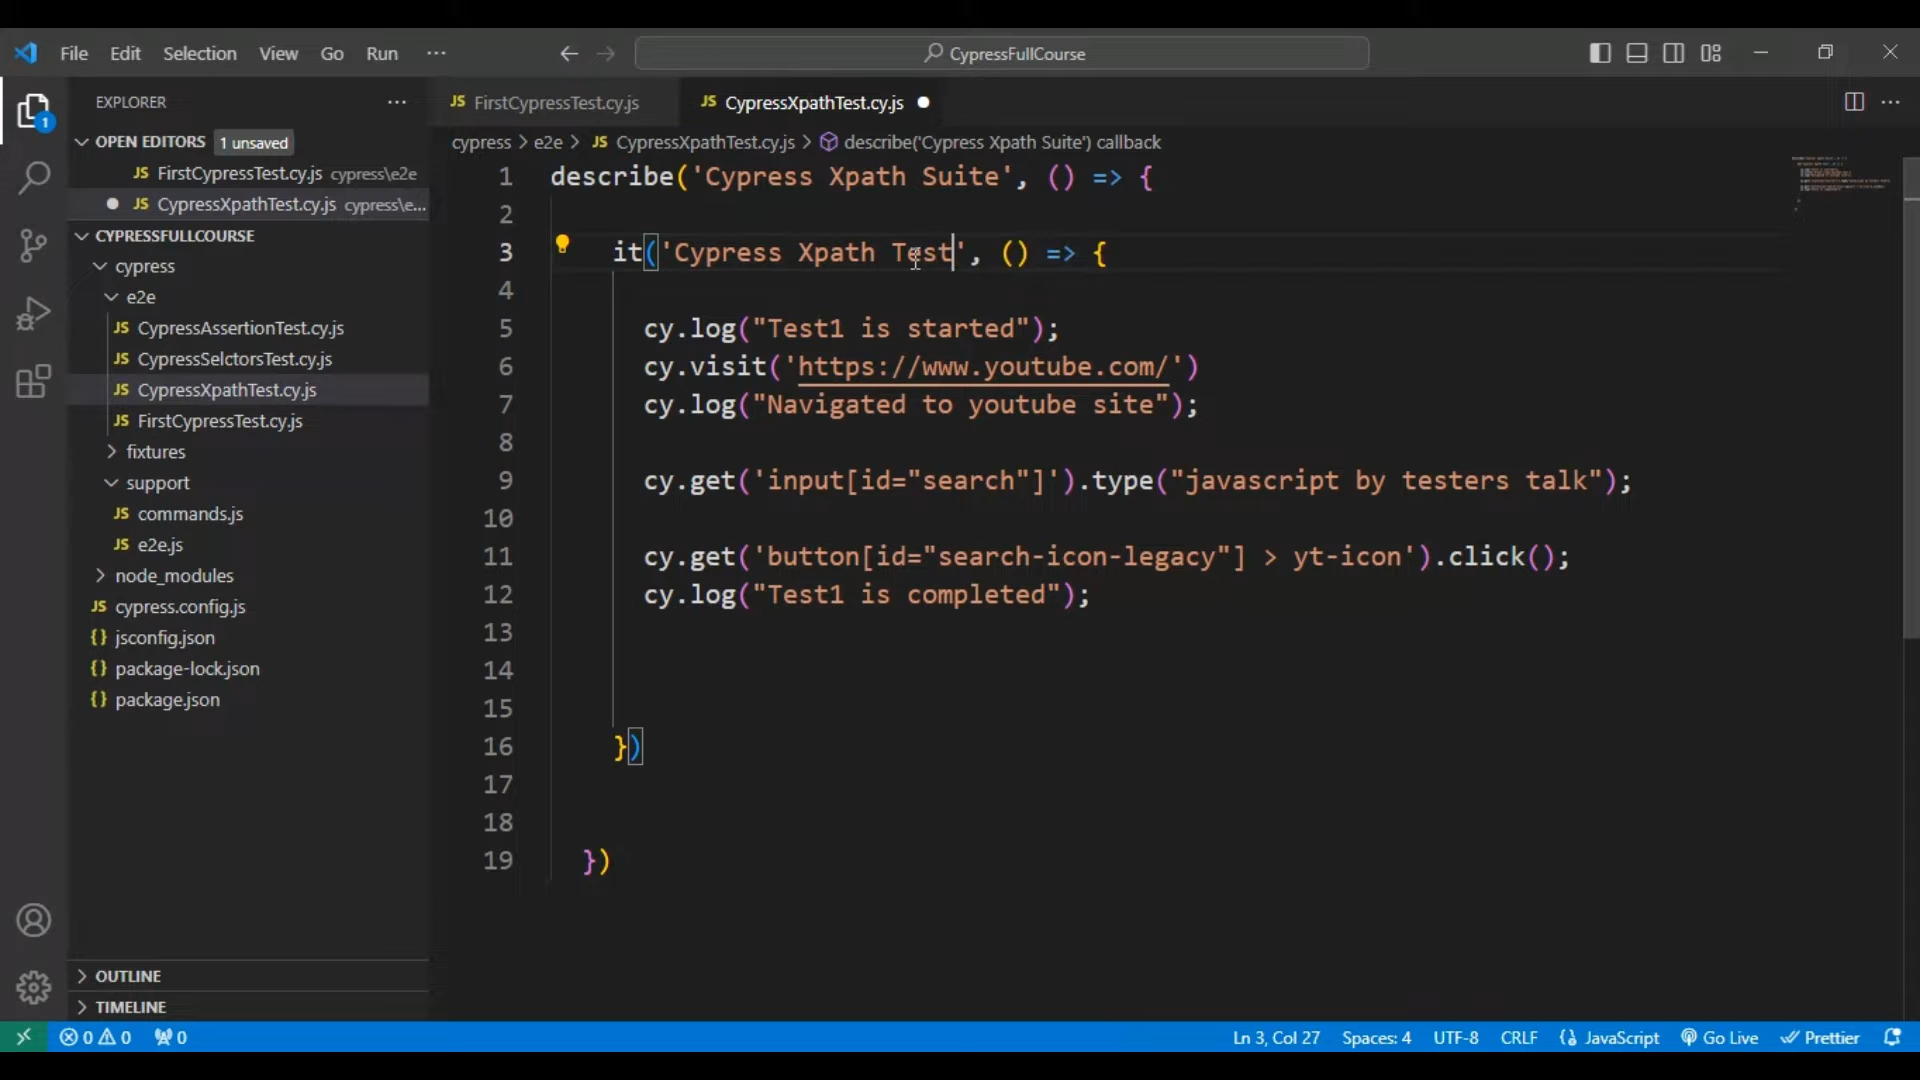 File Edit Selection View Go Run ··· CypressFullCourse
EXPLORER ···
OPEN EDITORS 1 unsaved
JS FirstCypressTest.cy.js cypress\e2e
JS CypressXpathTest.cy.js cypress\e...
CYPRESSFULLCOURSE
cypress
e2e
JS CypressAssertionTest.cy.js
JS CypressSelctorsTest.cy.js
JS CypressXpathTest.cy.js
JS FirstCypressTest.cy.js
fixtures
support
JS commands.js
JS e2e.js
node_modules
JS cypress.config.js
{} jsconfig.json
{} package-lock.json
{} package.json
OUTLINE
TIMELINE
1
JS FirstCypressTest.cy.js JS CypressXpathTest.cy.js
cypress > e2e > JS CypressXpathTest.cy.js > describe('Cypress Xpath Suite') callback
1 describe('Cypress Xpath Suite', () => {
2
3 it('Cypress Xpath Test', () => {
4
5 cy.log("Test1 is started");
6 cy.visit('https://www.youtube.com/')
7 cy.log("Navigated to youtube site");
8
9 cy.get('input[id="search"]').type("javascript by testers talk");
10
11 cy.get('button[id="search-icon-legacy"] > yt-icon').click();
12 cy.log("Test1 is completed");
13
14
15
16 })
17
18
19 })
0 0 0 Ln 3, Col 27 Spaces: 4 UTF-8 CRLF {} JavaScript Go Live Prettier